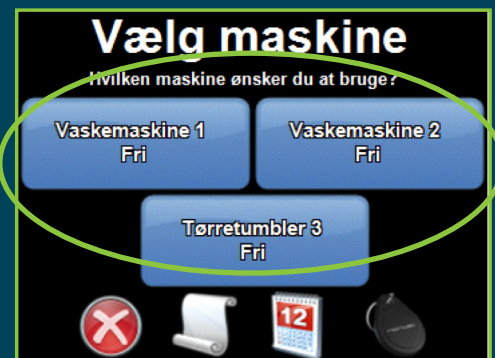 Vælg maskine
Hvilken maskine ønsker du at bruge?
Vaskemaskine 1
Fri
Vaskemaskine 2
Fri
Tørretumbler 3
Fri
12